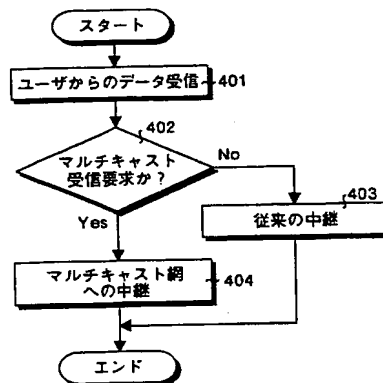 スタート
ユーザからのデータ受信
401
402
マルチキャスト
受信要求か?
No
Yes
403
従来の中継
マルチキャスト網
への中継
404
エンド